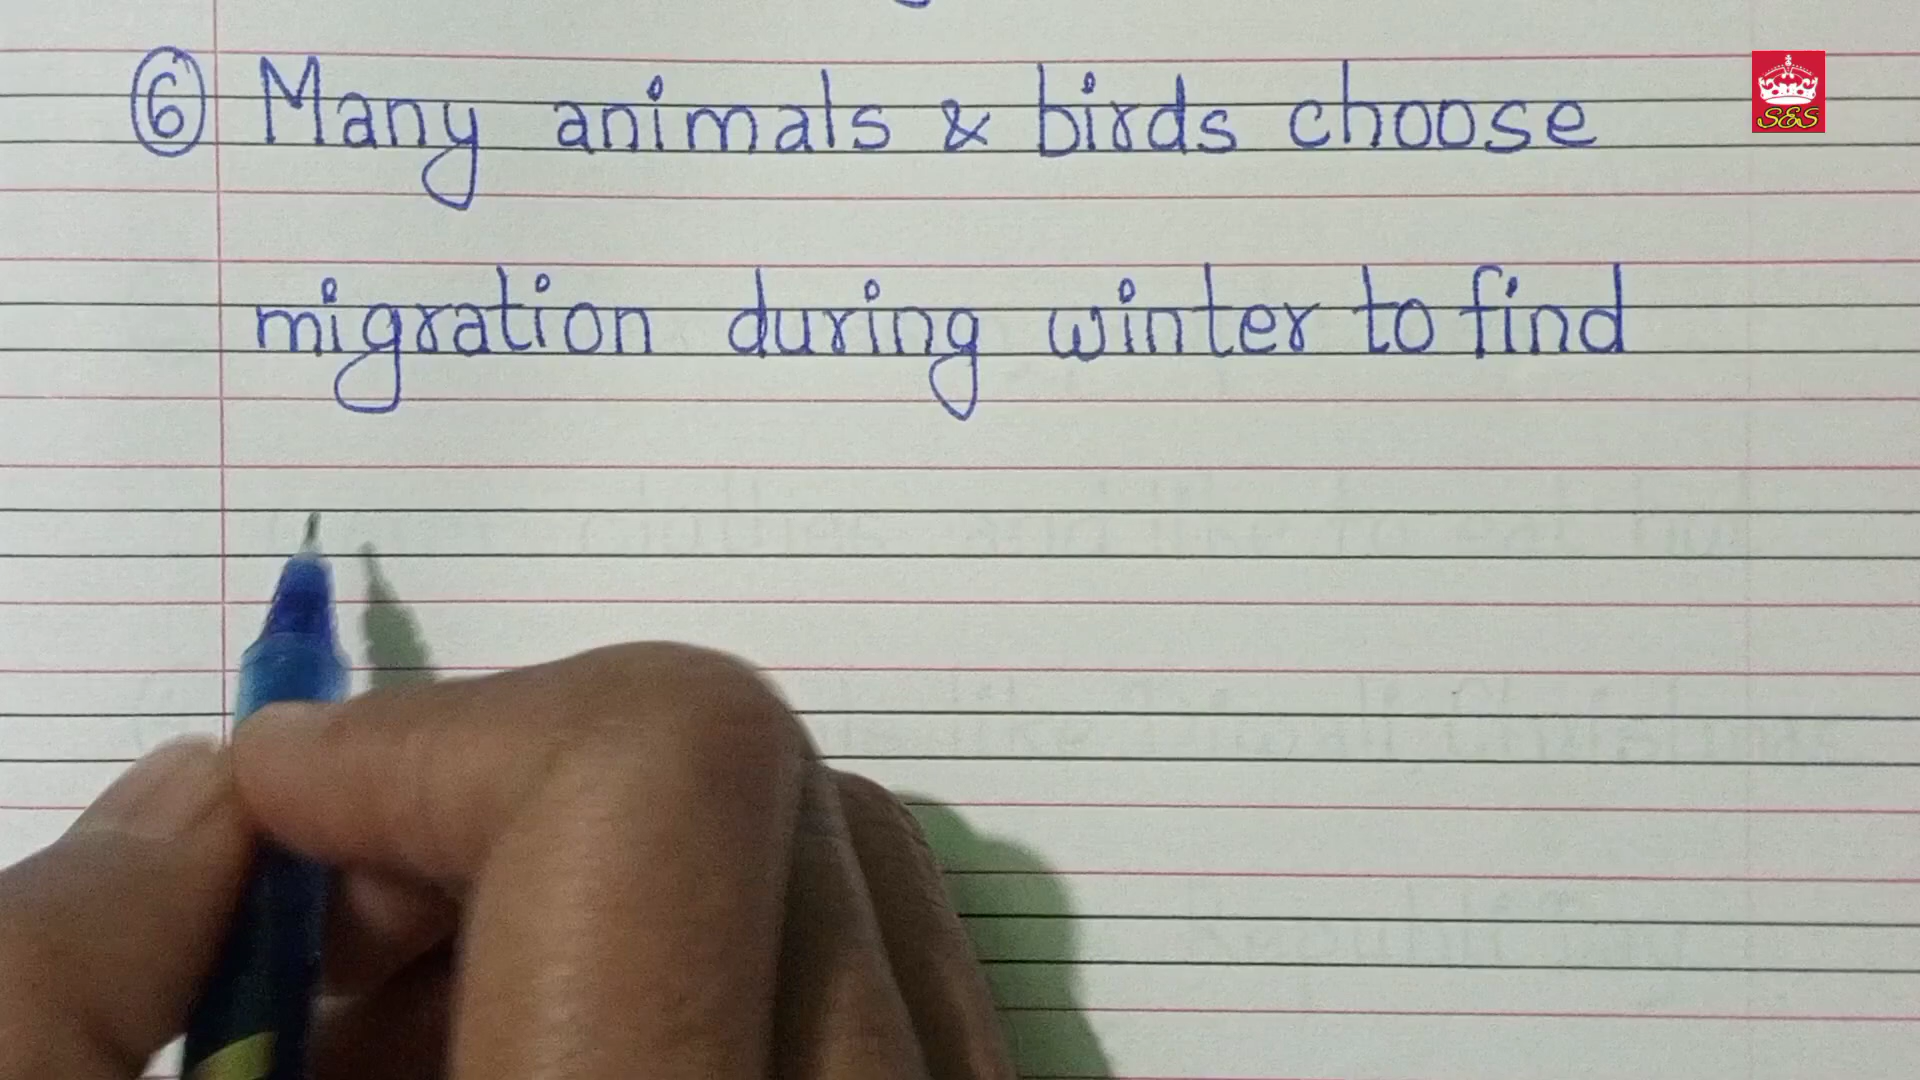 ⑥ Many animals & birds choose
migration during winter to find
S&S